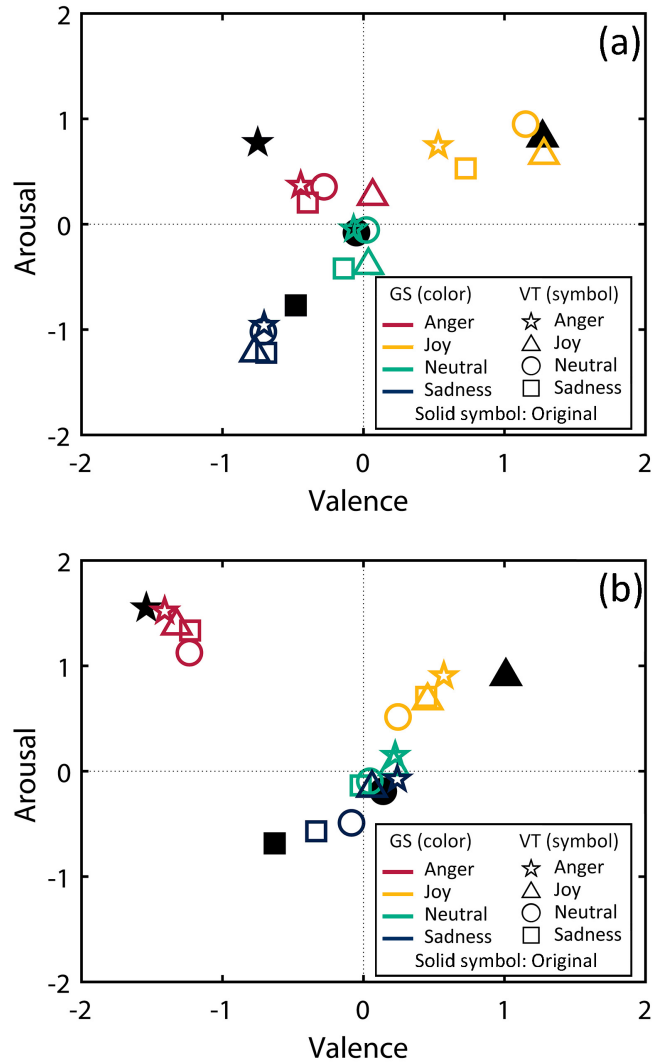 2
(a)
1
Arousal
0
GS (color) VT (symbol)
Anger Anger
-1
Joy Joy
Neutral Neutral
Sadness Sadness
Solid symbol: Original
-2
-2 -1 0 1 2
Valence
2
(b)
1
Arousal
0
GS (color) VT (symbol)
Anger Anger
-1
Joy Joy
Neutral Neutral
Sadness Sadness
Solid symbol: Original
-2
-2 -1 0 1 2
Valence